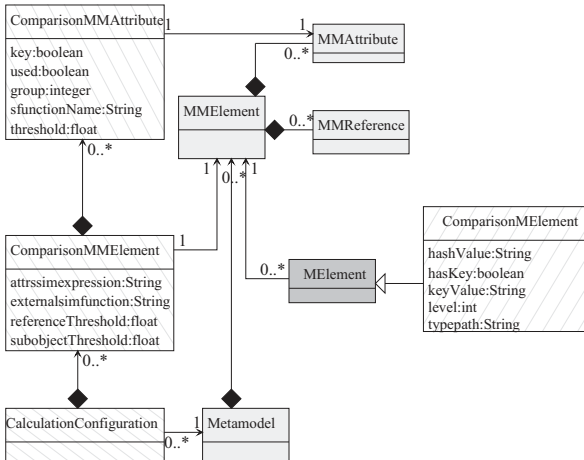 ComparisonMMAttribute
key:boolean
used:boolean
group:integer
sfunctionName:String
threshold:float
1
1
MMAttribute
0..*
MMElement
0..*
MMReference
0..*
1
0..*
1
ComparisonMMElement
attrssimexpression:String
externalsimfunction:String
referenceThreshold:float
subobjectThreshold:float
1
0..*
MElement
ComparisonMElement
hashValue:String
hasKey:boolean
keyValue:String
level:int
typepath:String
0..*
CalculationConfiguration
1
0..*
Metamodel